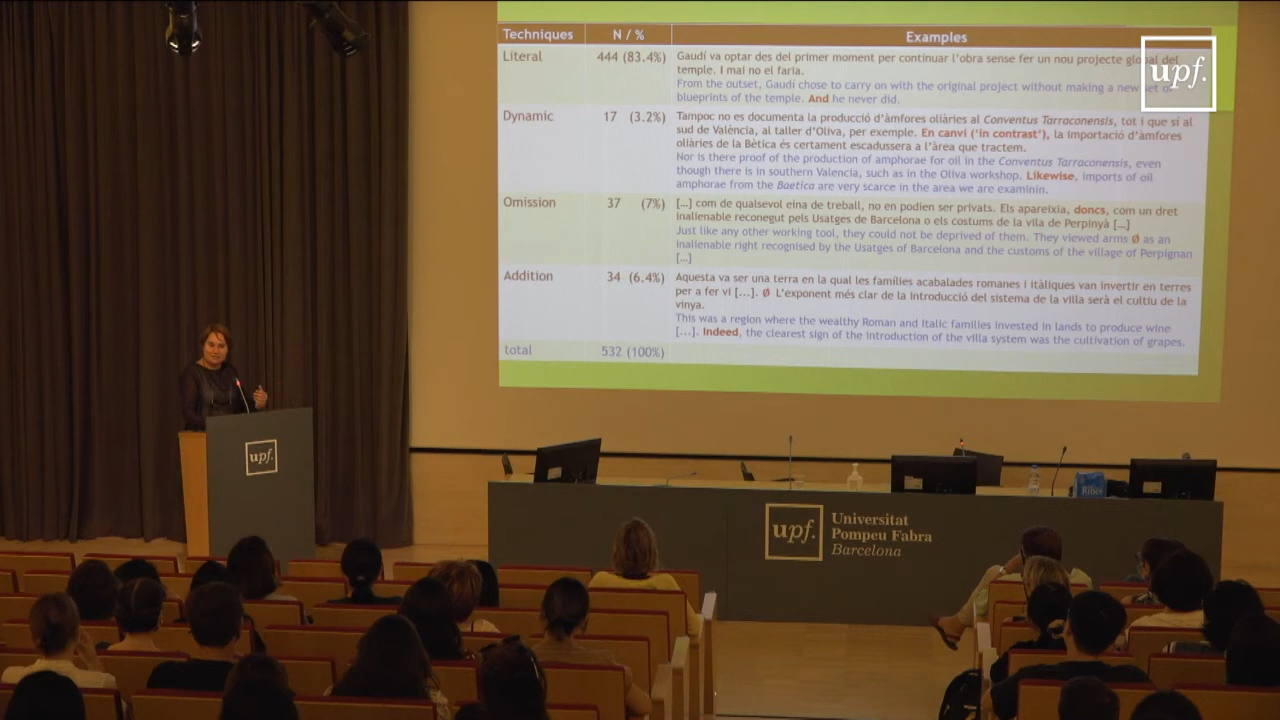 Techniques N / % Examples
Literal 444 (83.4%) Gaudí va optar des del primer moment per continuar l'obra sense fer un nou projecte global del
temple. I mai no el faria.
From the outset, Gaudí chose to carry on with the original project without making a new set of
blueprints of the temple. And he never did.
Dynamic 17 (3.2%) Tampoc no es documenta la producció d'àmfores oliàries al Conventus Tarraconensis, tot i que sí al
sud de València, al taller d'Oliva, per exemple. En canvi ('in contrast'), la importació d'àmfores
oliàries de la Bètica és certament escadussera a l'àrea que tractem.
Nor is there proof of the production of amphorae for oil in the Conventus Tarraconensis, even
though there is in southern Valencia, such as in the Oliva workshop. Likewise, imports of oil
amphorae from the Baetica are very scarce in the area we are examinin.
Omission 37 (7%) [...] com de qualsevol eina de treball, no en podien ser privats. Els apareixia, doncs, com un dret
inalienable reconegut pels Usatges de Barcelona o els costums de la vila de Perpinyà [...]
Just like any other working tool, they could not be deprived of them. They viewed arms Ø as an
inalienable right recognised by the Usatges of Barcelona and the customs of the village of Perpignan
[...]
Addition 34 (6.4%) Aquesta va ser una terra en la qual les famílies acabalades romanes i itàliques van invertir en terres
per a fer vi [...]. Ø L'exponent més clar de la introducció del sistema de la villa serà el cultiu de la
vinya.
This was a region where the wealthy Roman and Italic families invested in lands to produce wine
[...]. Indeed, the clearest sign of the introduction of the villa system was the cultivation of grapes.
total 532 (100%)
upf.
upf.
upf.
Universitat
Pompeu Fabra
Barcelona